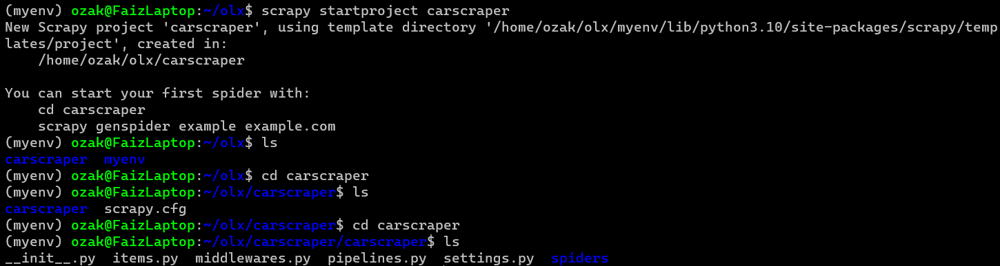 (myenv) ozak@FaizLaptop:~/olx$ scrapy startproject carscraper
New Scrapy project 'carscraper', using template directory '/home/ozak/olx/myenv/lib/python3.10/site-packages/scrapy/temp
lates/project', created in:
    /home/ozak/olx/carscraper

You can start your first spider with:
    cd carscraper
    scrapy genspider example example.com
(myenv) ozak@FaizLaptop:~/olx$ ls
carscraper  myenv
(myenv) ozak@FaizLaptop:~/olx$ cd carscraper
(myenv) ozak@FaizLaptop:~/olx/carscraper$ ls
carscraper  scrapy.cfg
(myenv) ozak@FaizLaptop:~/olx/carscraper$ cd carscraper
(myenv) ozak@FaizLaptop:~/olx/carscraper/carscraper$ ls
__init__.py  items.py  middlewares.py  pipelines.py  settings.py  spiders